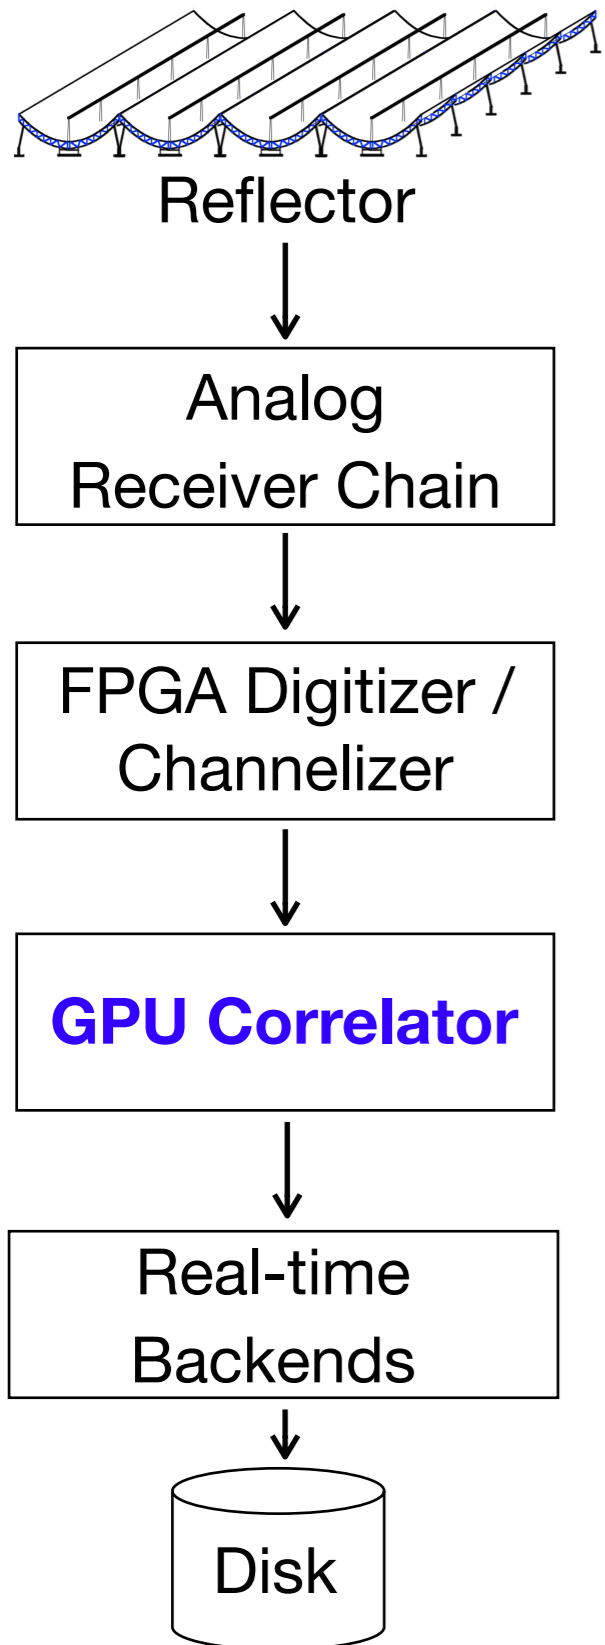 Reflector
Analog
Receiver Chain
FPGA Digitizer /
Channelizer
GPU Correlator
Real-time
Backends
Disk